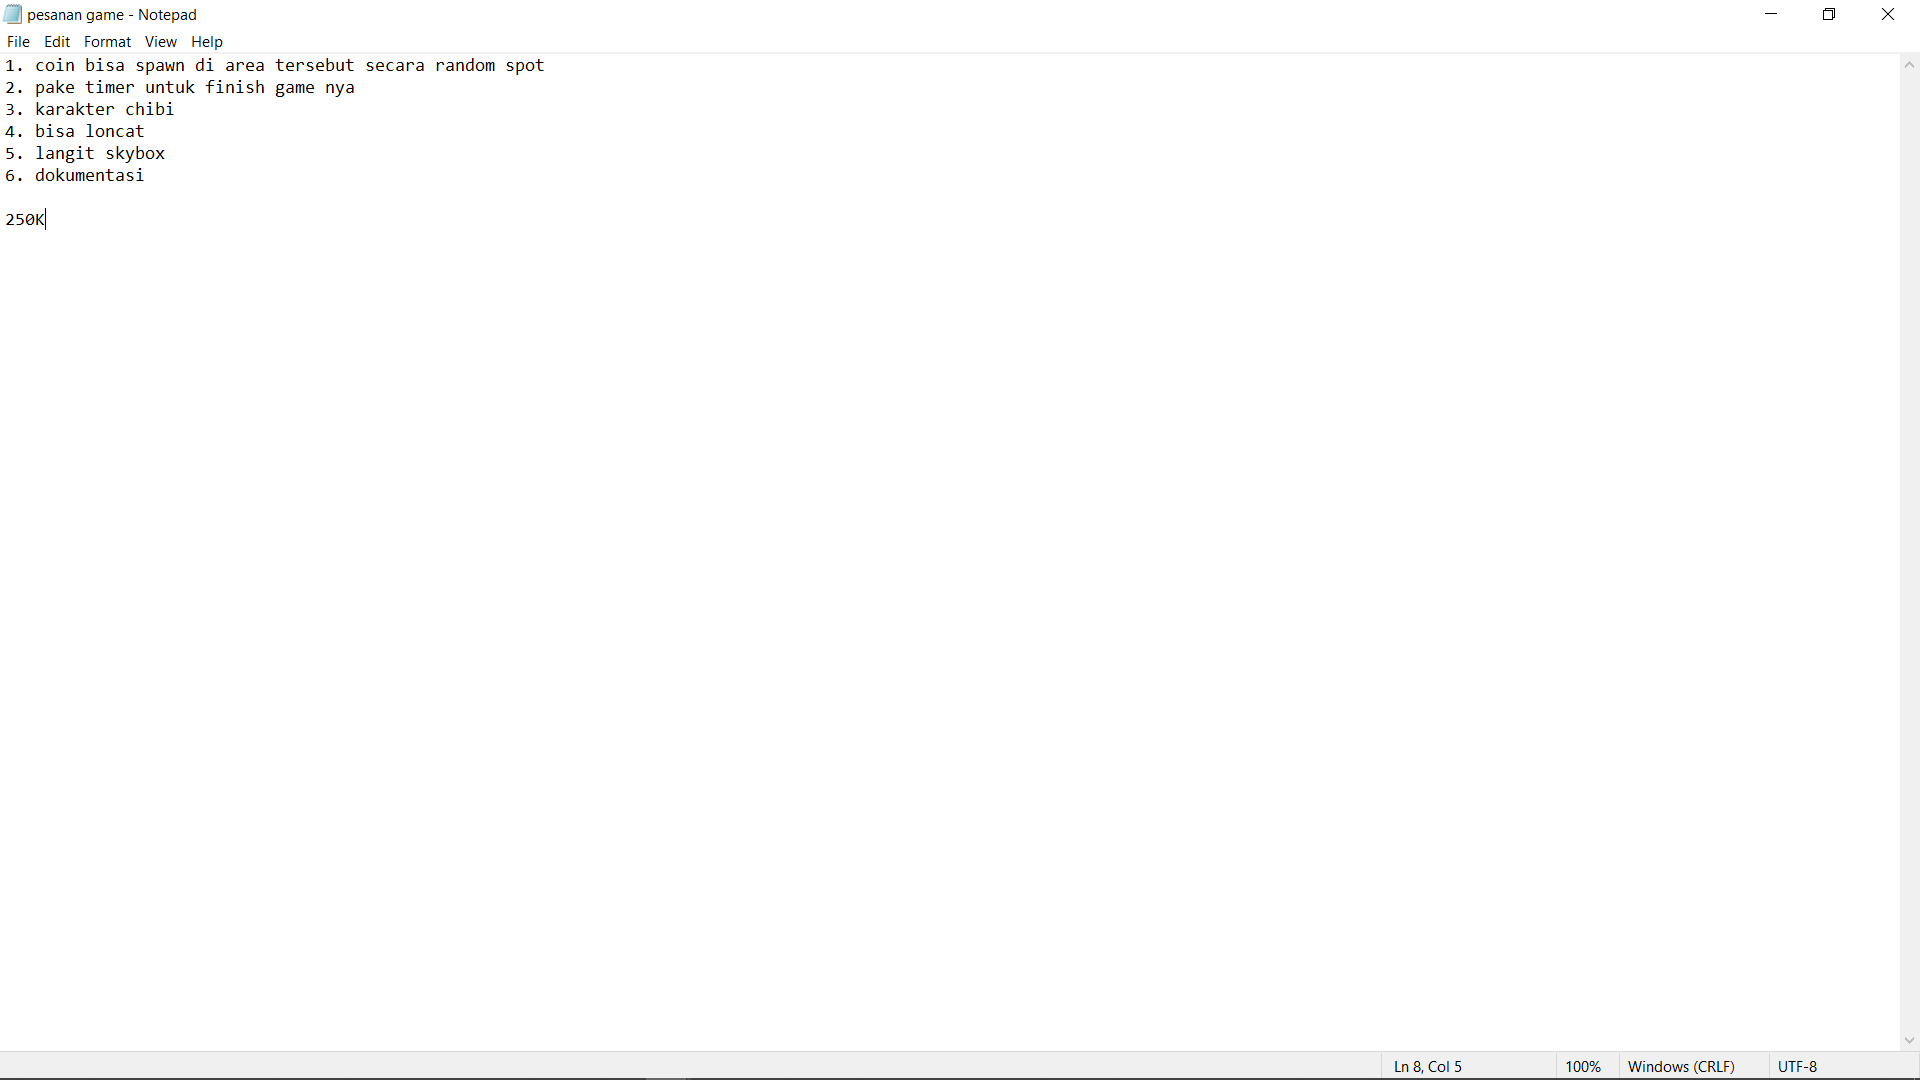 pesanan game - Notepad
File Edit Format View Help
1. coin bisa spawn di area tersebut secara random spot
2. pake timer untuk finish game nya
3. karakter chibi
4. bisa loncat
5. langit skybox
6. dokumentasi
250K
Ln 8, Col 5 100% Windows (CRLF) UTF-8